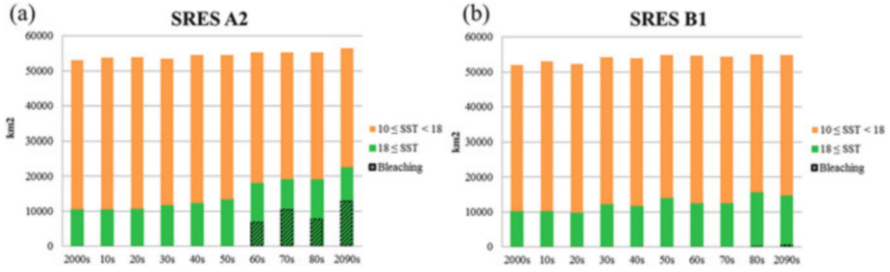 (a)
SRES A2
60000
50000
40000
30000
20000
10000
0
km2
2000s 10s 20s 30s 40s 50s 60s 70s 80s 2090s
10 ≤ SST < 18
18 ≤ SST
Bleaching
(b)
SRES B1
60000
50000
40000
30000
20000
10000
0
km2
2000s 10s 20s 30s 40s 50s 60s 70s 80s 2090s
10 ≤ SST < 18
18 ≤ SST
Bleaching